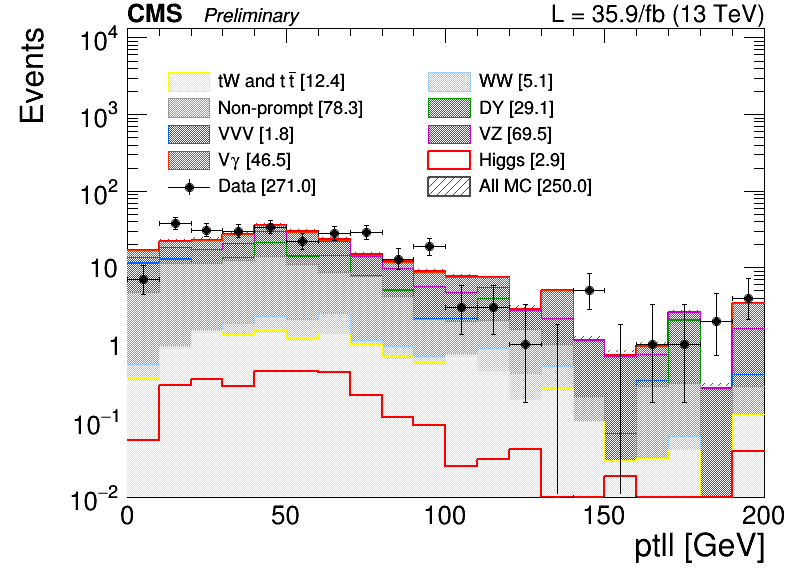 CMS Preliminary L = 35.9/fb (13 TeV)
Events
10⁴
10³
10²
10
1
10⁻¹
10⁻²
tW and tt̅ [12.4]
Non-prompt [78.3]
VVV [1.8]
Vγ [46.5]
Data [271.0]
WW [5.1]
DY [29.1]
VZ [69.5]
Higgs [2.9]
All MC [250.0]
0 50 100 150 200
ptll [GeV]